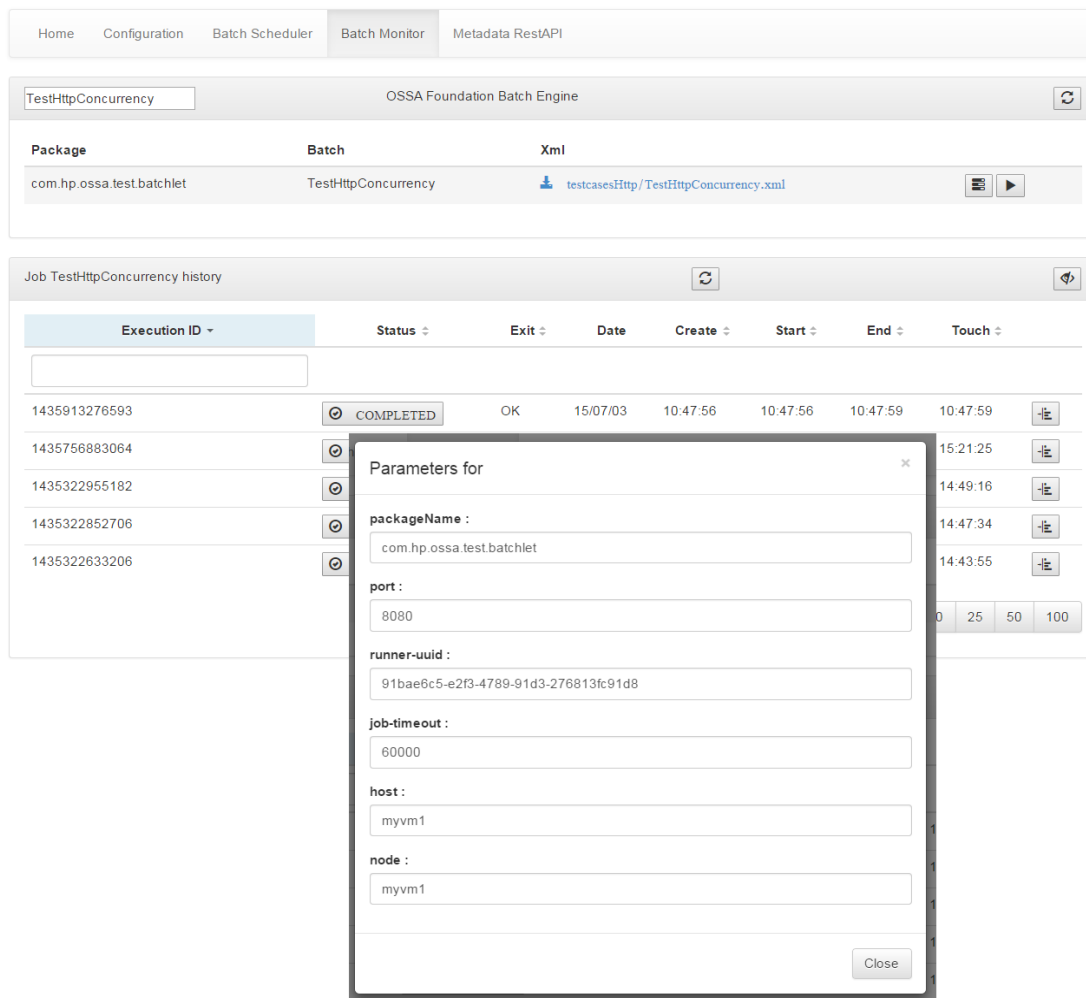 Home Configuration Batch Scheduler Batch Monitor Metadata RestAPI
TestHttpConcurrency OSSA Foundation Batch Engine
Package Batch Xml
com.hp.ossa.test.batchlet TestHttpConcurrency testcasesHttp/TestHttpConcurrency.xml
Job TestHttpConcurrency history
Execution ID Status Exit Date Create Start End Touch
1435913276593 COMPLETED OK 15/07/03 10:47:56 10:47:56 10:47:59 10:47:59
1435756883064 15:21:25
1435322955182 14:49:16
1435322852706 14:47:34
1435322633206 14:43:55
25 50 100
Parameters for ×
packageName :
com.hp.ossa.test.batchlet
port :
8080
runner-uuid :
91bae6c5-e2f3-4789-91d3-276813fc91d8
job-timeout :
60000
host :
myvm1
node :
myvm1
Close